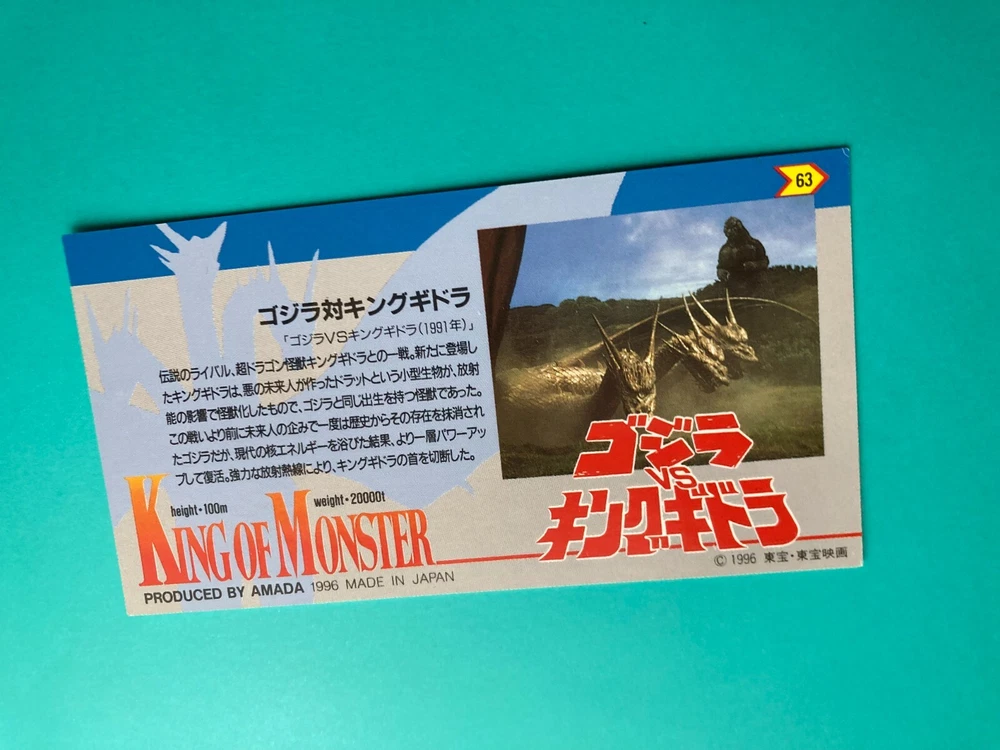 63
ゴジラ対キングギドラ
「ゴジラVSキングギドラ(1991年)」
伝説のライバル、超ドラゴン怪獣キングギドラとの一戦。新たに登場し
たキングギドラは、悪の未来人が作ったドラットという小型生物が、放射
能の影響で怪獣化したもので、ゴジラと同じ出生を持つ怪獣であった。
この戦いより前に未来人の企みで一度は歴史からその存在を抹消され
たゴジラだが、現代の核エネルギーを浴びた結果、より一層パワーアッ
プして復活。強力な放射熱線により、キングギドラの首を切断した。
height・100m weight・20000t
KING OF MONSTER
PRODUCED BY AMADA 1996 MADE IN JAPAN
ゴジラ
VS
キングギドラ
© 1996 東宝・東宝映画